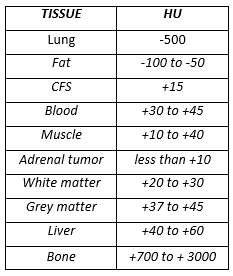 TISSUE HU
Lung -500
Fat -100 to -50
CFS +15
Blood +30 to +45
Muscle +10 to +40
Adrenal tumor less than +10
White matter +20 to +30
Grey matter +37 to +45
Liver +40 to +60
Bone +700 to + 3000